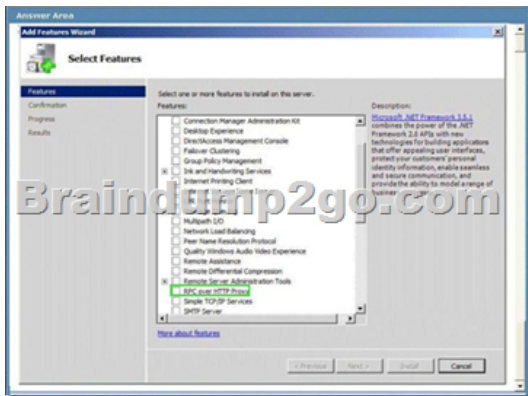 Answer Area
Add Features Wizard
Select Features
Features
Confirmation
Progress
Results
Select one or more features to install on this server.
Features:
Connection Manager Administration Kit
Desktop Experience
DirectAccess Management Console
Failover Clustering
Group Policy Management
Ink and Handwriting Services
Internet Printing Client
Multipath I/O
Network Load Balancing
Peer Name Resolution Protocol
Quality Windows Audio Video Experience
Remote Assistance
Remote Differential Compression
Remote Server Administration Tools
RPC over HTTP Proxy
Simple TCP/IP Services
SMTP Server
More about features
Description:
Microsoft .NET Framework 3.5.1
combines the power of the .NET
Framework 2.0 APIs with new
technologies for building applications
that offer appealing user interfaces,
protect your customers' personal
identity information, enable seamless
and secure communication, and
provide the ability to model a range of
business
Braindump2go.com
< Previous
Next >
Install
Cancel